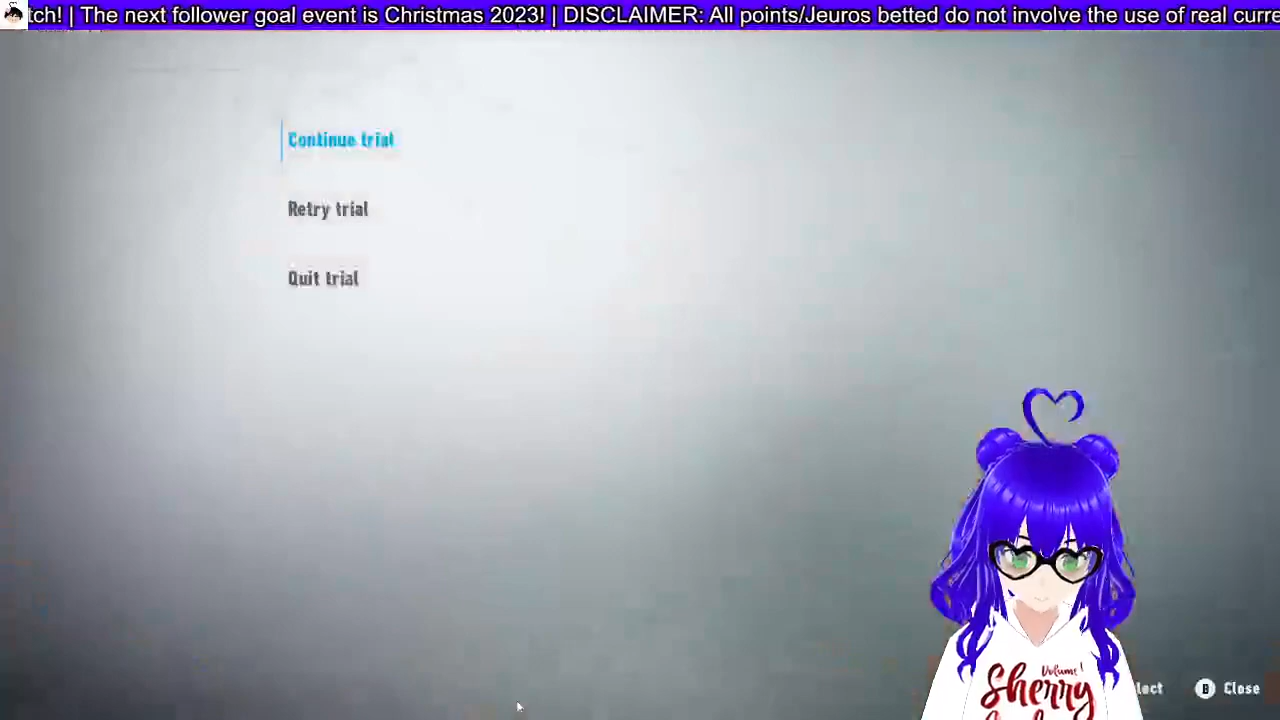 tch! | The next follower goal event is Christmas 2023! | DISCLAIMER: All points/Jeuros betted do not involve the use of real curre
Continue trial
Retry trial
Quit trial
Volume 1
Sherry
lect B Close